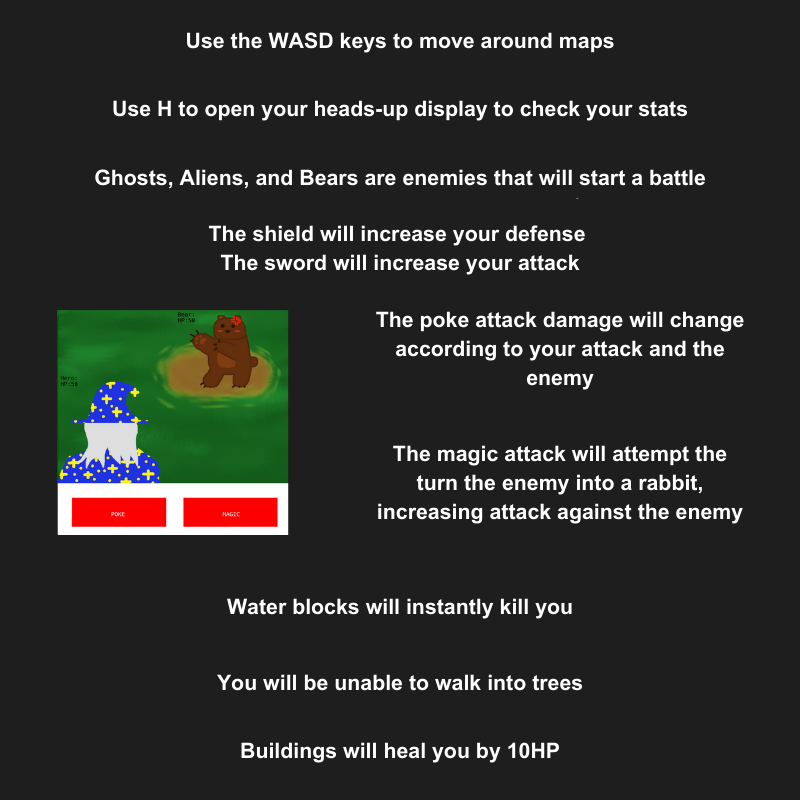 Use the WASD keys to move around maps
Use H to open your heads-up display to check your stats
Ghosts, Aliens, and Bears are enemies that will start a battle
The shield will increase your defense
The sword will increase your attack
Bear:
HP:50
Hero:
HP:50
POKE
MAGIC
The poke attack damage will change
according to your attack and the
enemy
The magic attack will attempt the
turn the enemy into a rabbit,
increasing attack against the enemy
Water blocks will instantly kill you
You will be unable to walk into trees
Buildings will heal you by 10HP